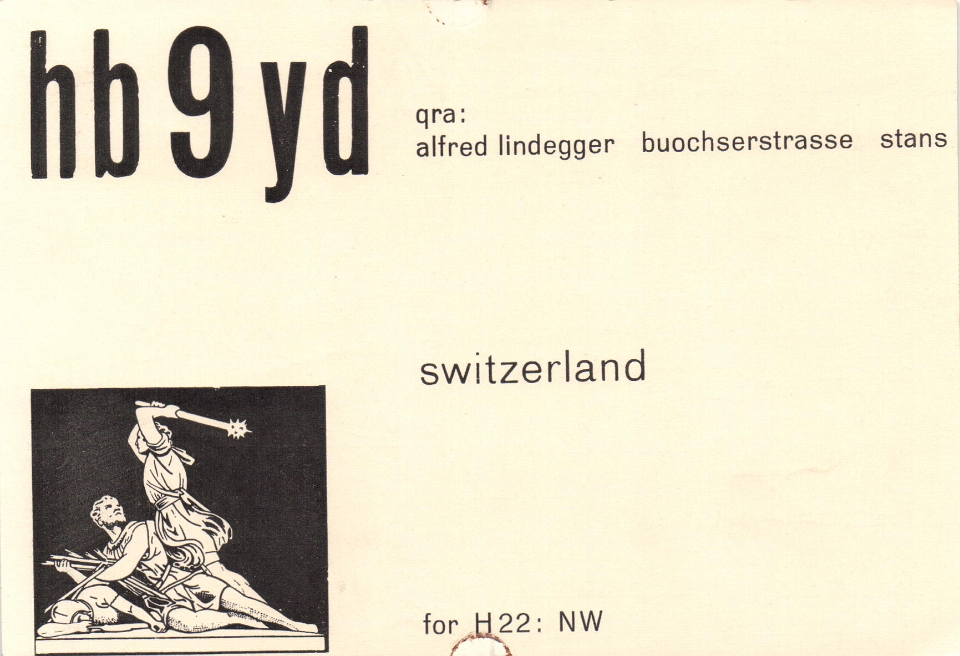 hb9yd
qra:
alfred lindegger buochserstrasse stans
switzerland
for H22: NW